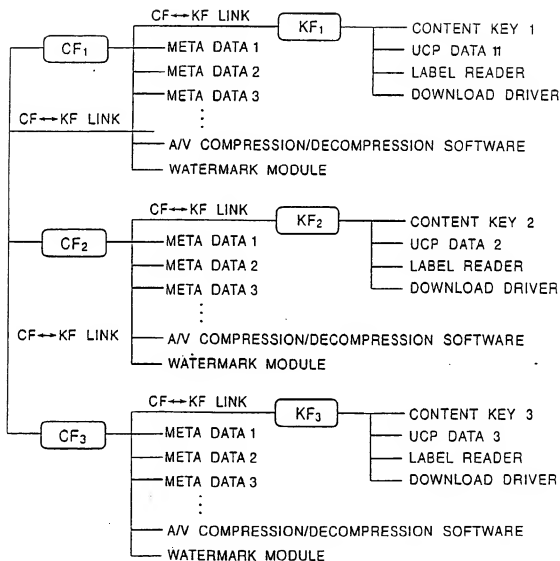 CF↔KF LINK
KF1
CONTENT KEY 1
UCP DATA 11
LABEL READER
DOWNLOAD DRIVER
CF1
META DATA 1
META DATA 2
META DATA 3
CF↔KF LINK
A/V COMPRESSION/DECOMPRESSION SOFTWARE
WATERMARK MODULE
CF↔KF LINK
KF2
CONTENT KEY 2
UCP DATA 2
LABEL READER
DOWNLOAD DRIVER
CF2
META DATA 1
META DATA 2
META DATA 3
CF↔KF LINK
A/V COMPRESSION/DECOMPRESSION SOFTWARE
WATERMARK MODULE
CF↔KF LINK
KF3
CONTENT KEY 3
UCP DATA 3
LABEL READER
DOWNLOAD DRIVER
CF3
META DATA 1
META DATA 2
META DATA 3
A/V COMPRESSION/DECOMPRESSION SOFTWARE
WATERMARK MODULE